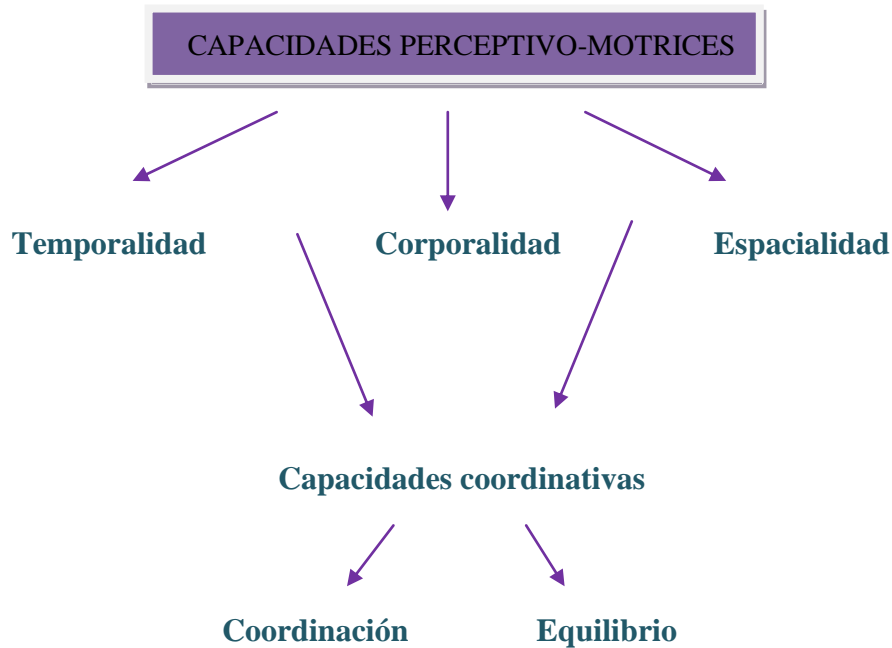 CAPACIDADES PERCEPTIVO-MOTRICES
Temporalidad
Corporalidad
Espacialidad
Capacidades coordinativas
Coordinación
Equilibrio